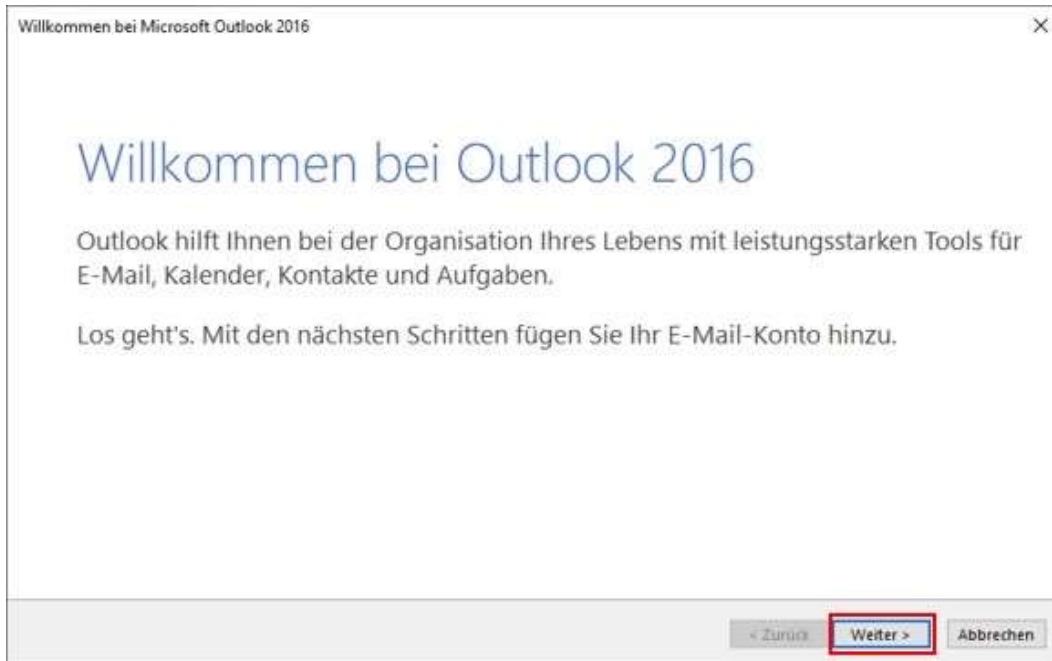 Willkommen bei Microsoft Outlook 2016
Willkommen bei Outlook 2016
Outlook hilft Ihnen bei der Organisation Ihres Lebens mit leistungsstarken Tools für
E-Mail, Kalender, Kontakte und Aufgaben.
Los geht's. Mit den nächsten Schritten fügen Sie Ihr E-Mail-Konto hinzu.
< Zurück Weiter > Abbrechen